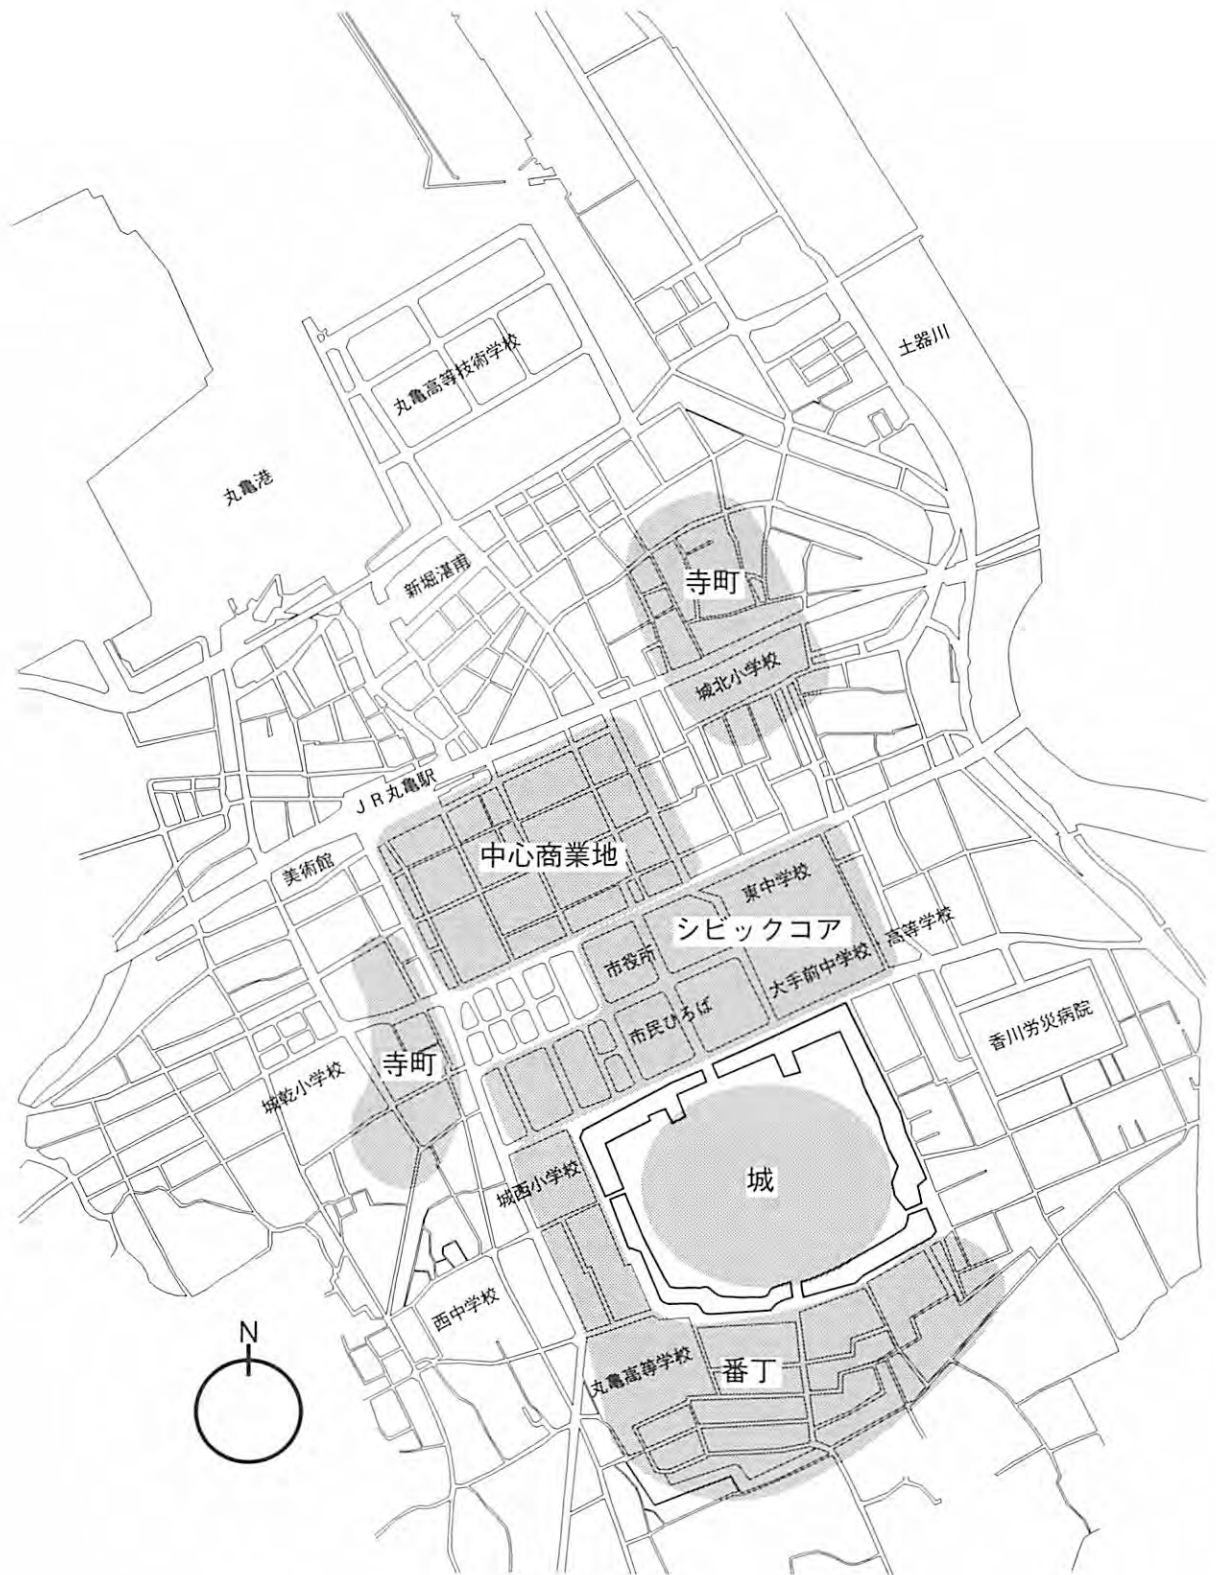 土器川
丸亀高等技術学校
丸亀港
新堀湛甫
寺町
城北小学校
JR丸亀駅
中心商業地
美術館
東中学校
シビックコア
高等学校
市役所
大手前中学校
市民ひろば
香川労災病院
寺町
城乾小学校
城西小学校
城
西中学校
N
丸亀高等学校
番丁